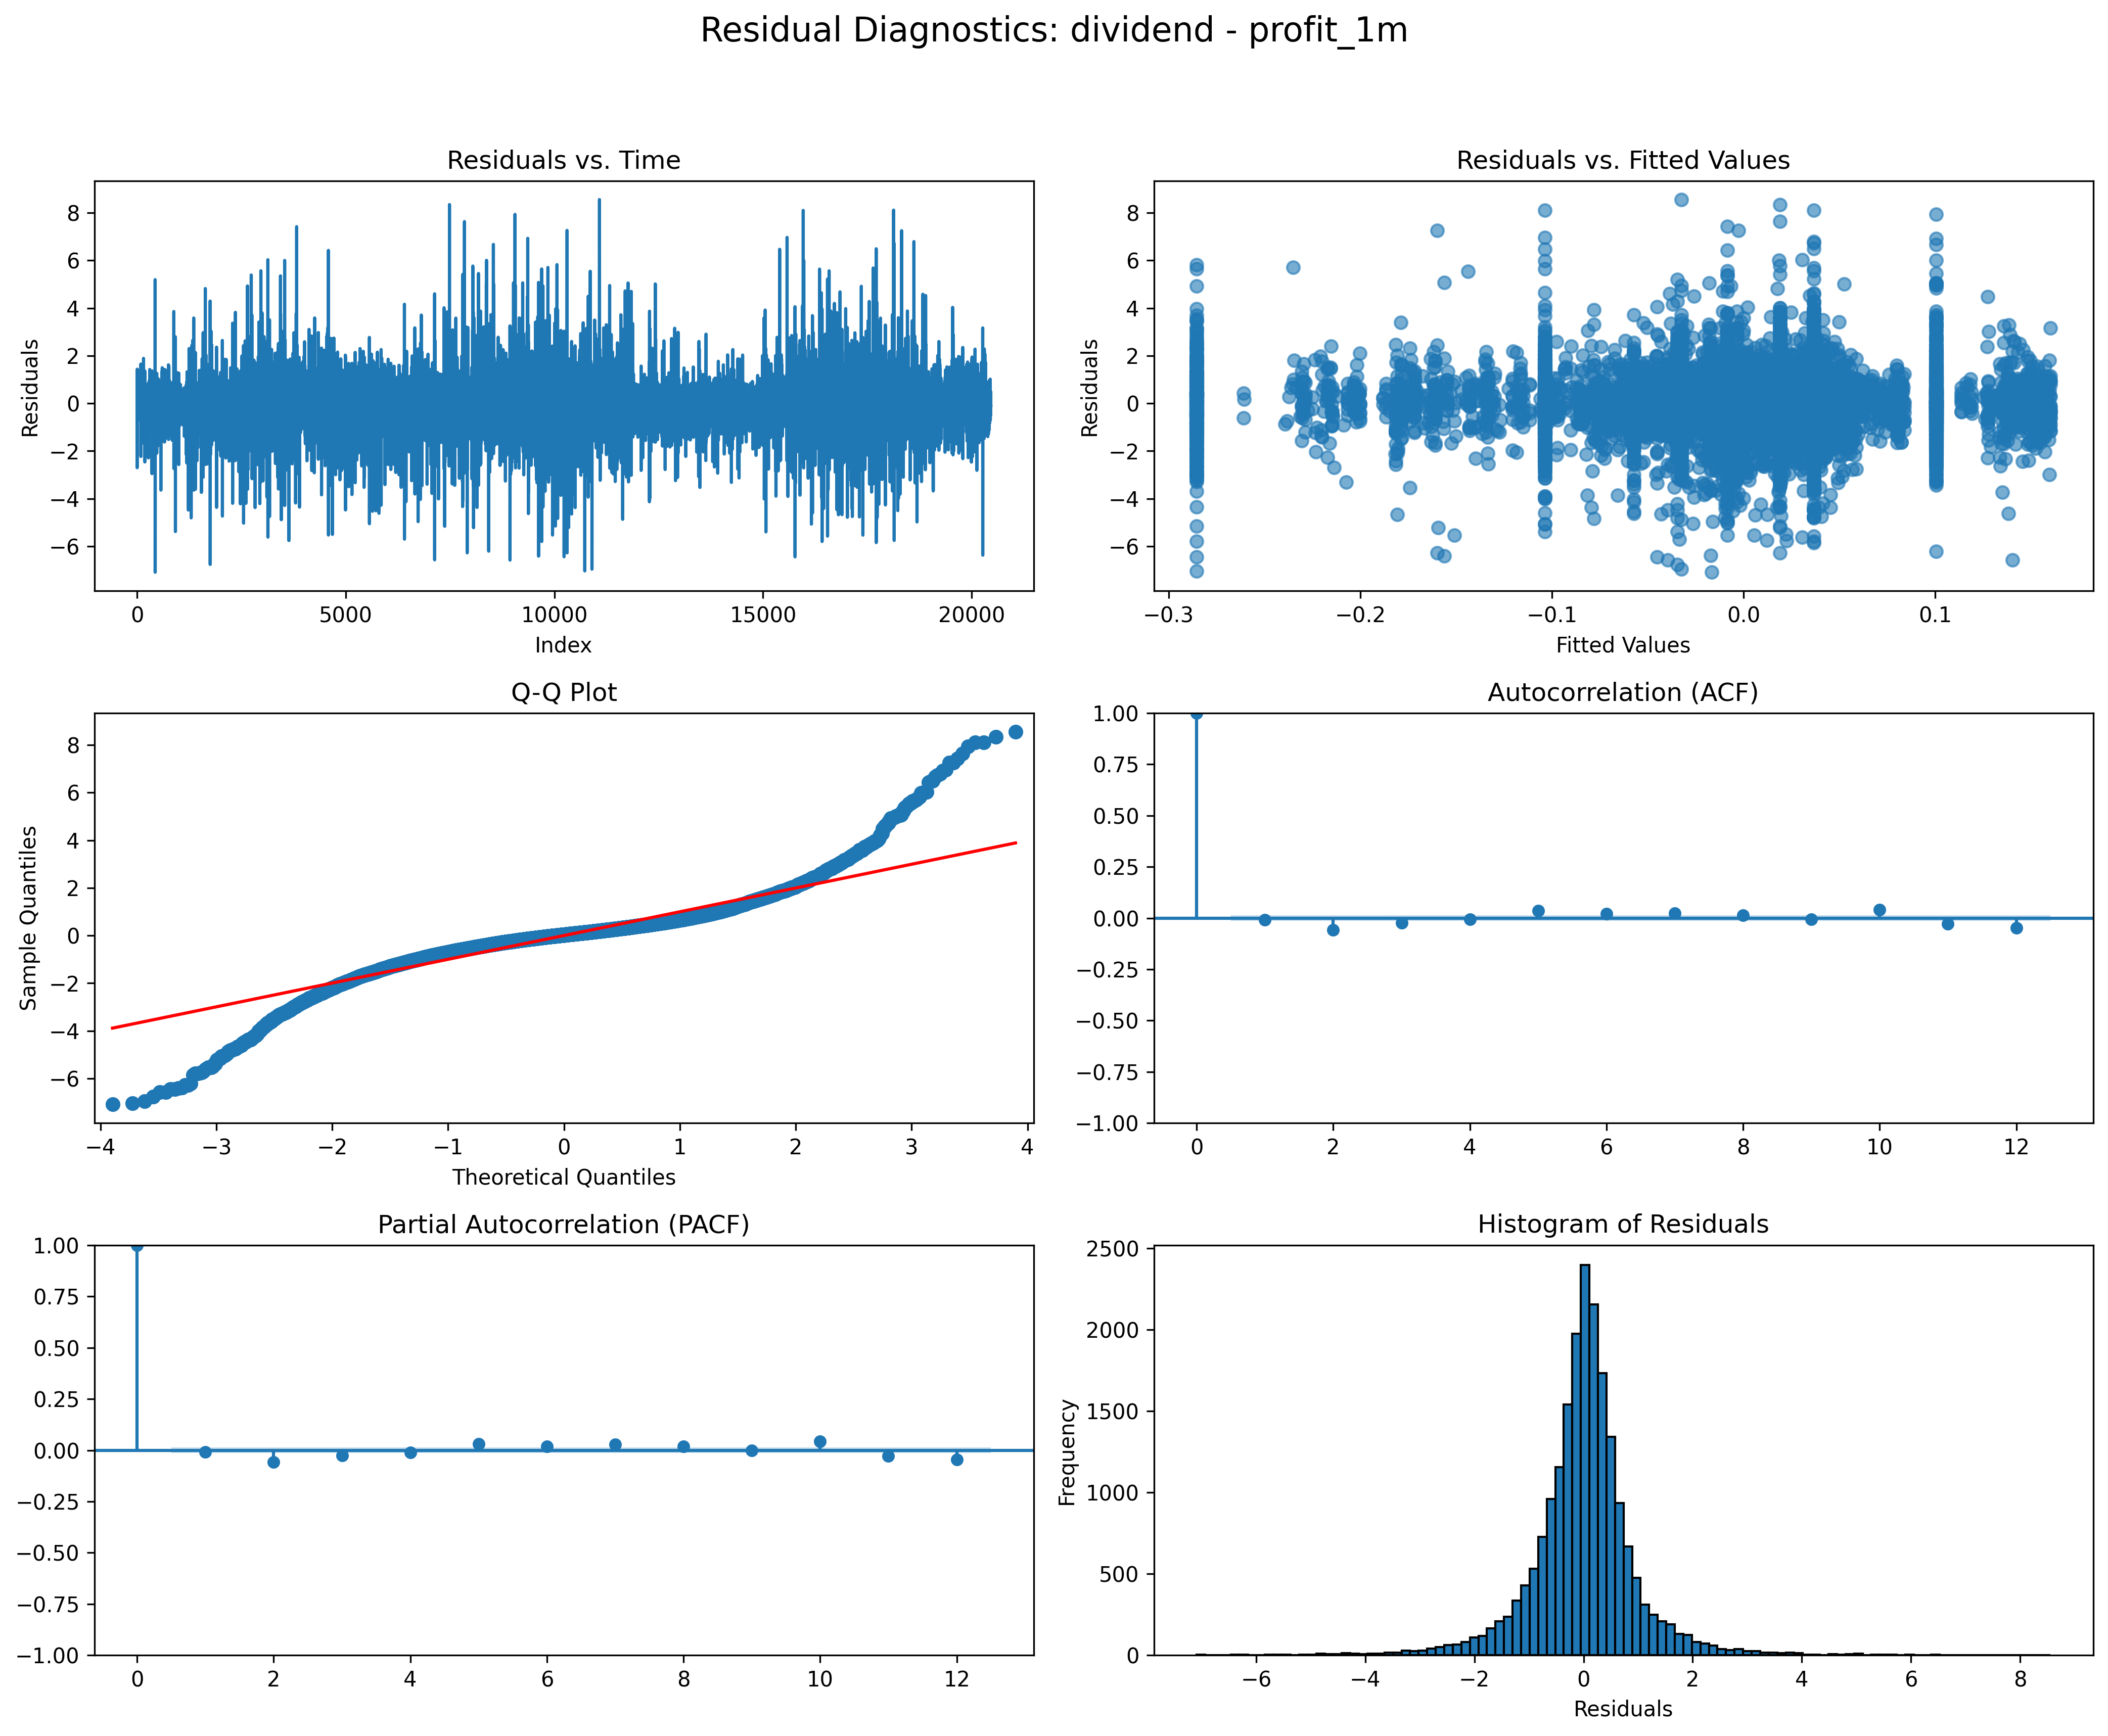 Residual Diagnostics: dividend - profit_1m
Residuals vs. Time
Residuals
8
6
4
2
0
−2
−4
−6
0 5000 10000 15000 20000
Index
Residuals vs. Fitted Values
Residuals
8
6
4
2
0
−2
−4
−6
−0.3 −0.2 −0.1 0.0 0.1
Fitted Values
Q-Q Plot
Sample Quantiles
8
6
4
2
0
−2
−4
−6
−4 −3 −2 −1 0 1 2 3 4
Theoretical Quantiles
Autocorrelation (ACF)
1.00
0.75
0.50
0.25
0.00
−0.25
−0.50
−0.75
−1.00
0 2 4 6 8 10 12
Partial Autocorrelation (PACF)
1.00
0.75
0.50
0.25
0.00
−0.25
−0.50
−0.75
−1.00
0 2 4 6 8 10 12
Histogram of Residuals
Frequency
2500
2000
1500
1000
500
0
−6 −4 −2 0 2 4 6 8
Residuals